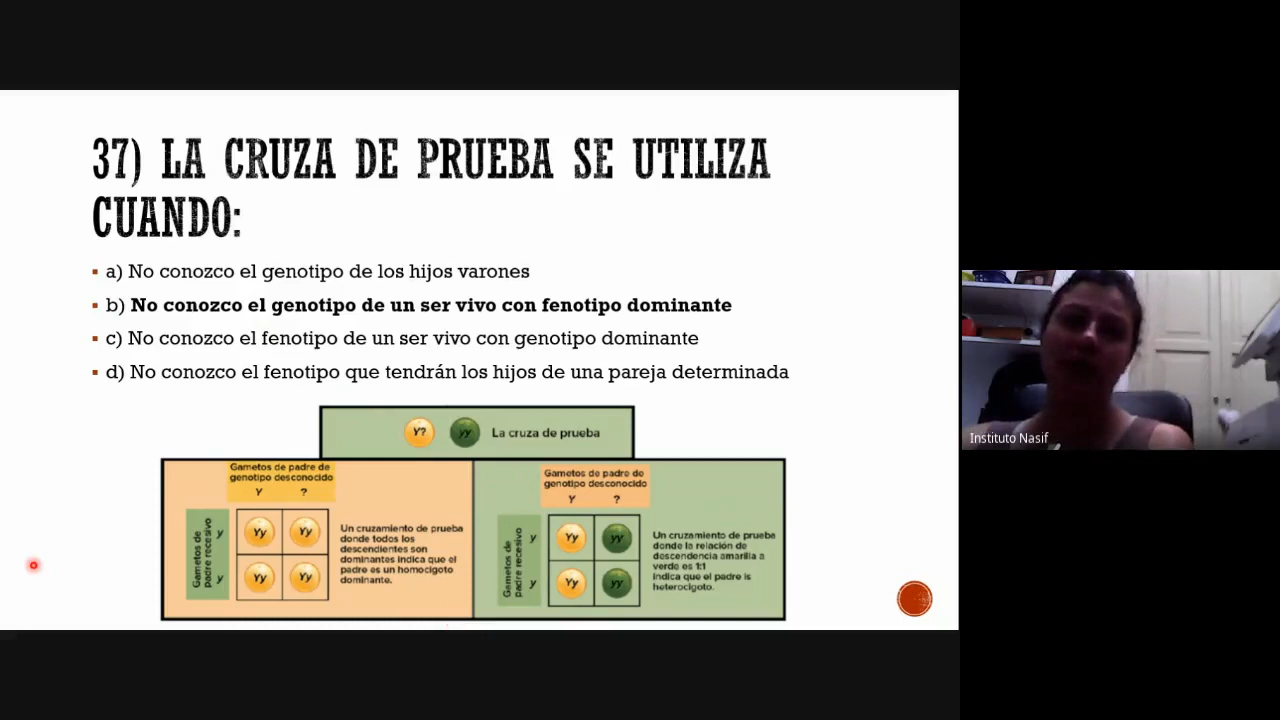 37) LA CRUZA DE PRUEBA SE UTILIZA
CUANDO:
a) No conozco el genotipo de los hijos varones
b) No conozco el genotipo de un ser vivo con fenotipo dominante
c) No conozco el fenotipo de un ser vivo con genotipo dominante
d) No conozco el fenotipo que tendrán los hijos de una pareja determinada
Y? yy La cruza de prueba
Gametos de padre de
genotipo desconocido
Y ?
Gametos de
padre recesivo
y
y
Yy Yy
Yy Yy
Un cruzamiento de prueba
donde todos los
descendientes son
dominantes indica que el
padre es un homocigoto
dominante.
Gametos de padre de
genotipo desconocido
Y ?
Gametos de
padre recesivo
y
y
Yy yy
Yy yy
Un cruzamiento de prueba
donde la relación de
descendencia amarilla a
verde es 1:1
indica que el padre is
heterocigoto.
Instituto Nasif